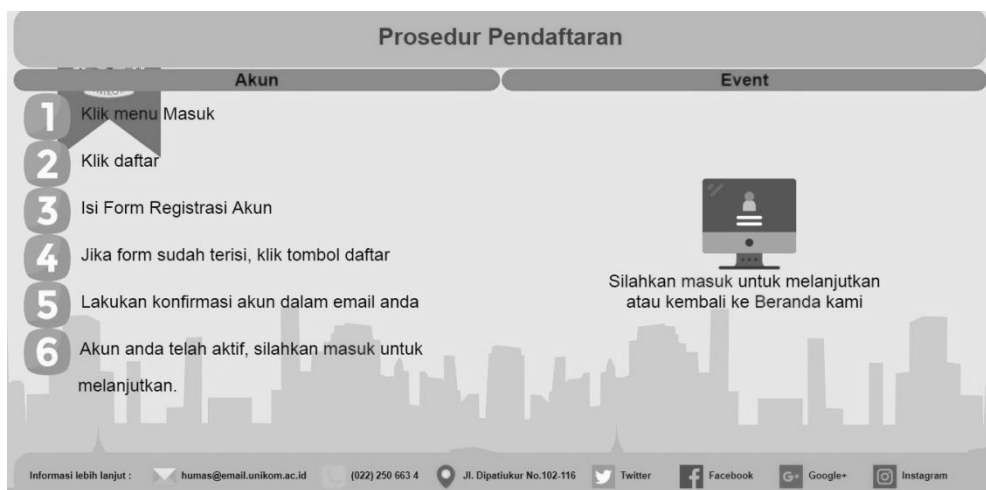 Prosedur Pendaftaran
Akun
Event
1 Klik menu Masuk
2 Klik daftar
3 Isi Form Registrasi Akun
4 Jika form sudah terisi, klik tombol daftar
5 Lakukan konfirmasi akun dalam email anda
6 Akun anda telah aktif, silahkan masuk untuk
melanjutkan.
Silahkan masuk untuk melanjutkan
atau kembali ke Beranda kami
Informasi lebih lanjut : humas@email.unikom.ac.id (022) 250 663 4 Jl. Dipatiukur No.102-116 Twitter Facebook G+ Google+ Instagram